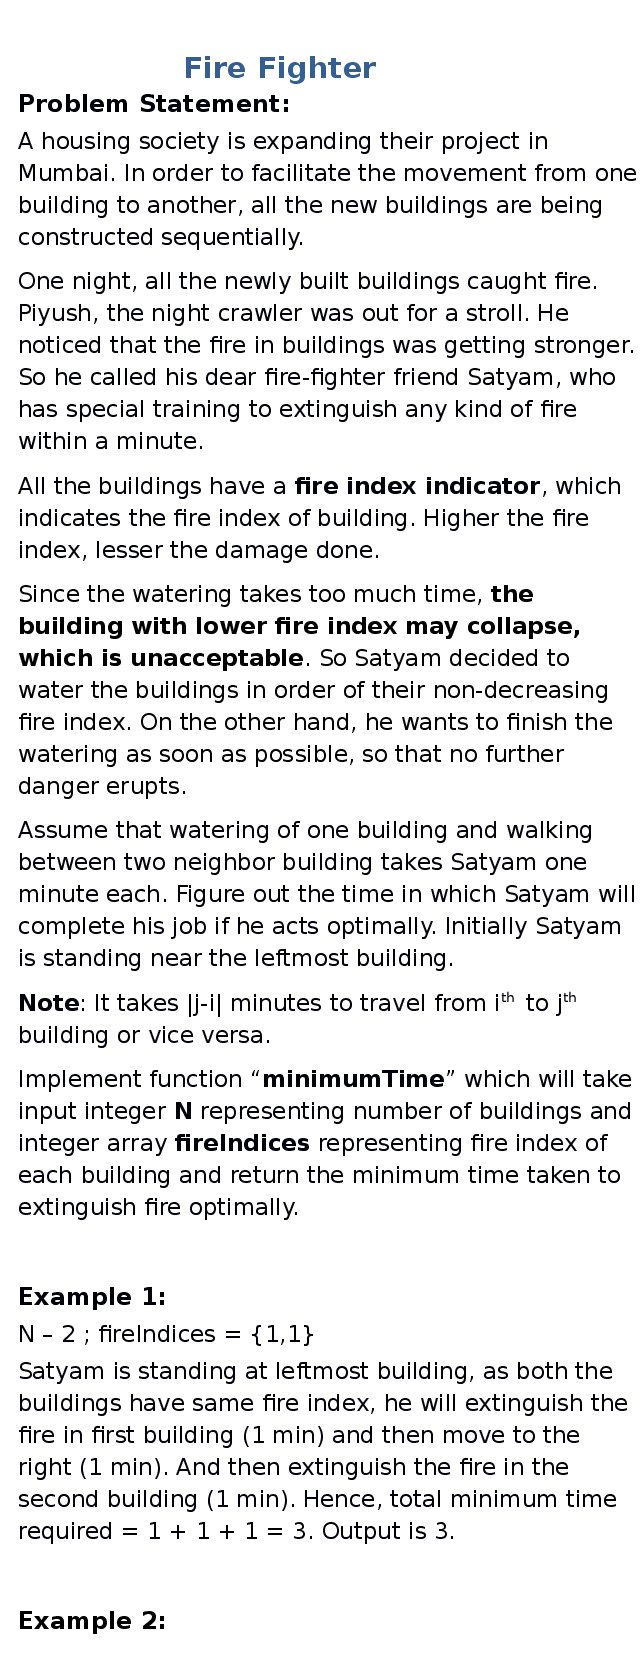 Fire Fighter
Problem Statement:
A housing society is expanding their project in
Mumbai. In order to facilitate the movement from one
building to another, all the new buildings are being
constructed sequentially.
One night, all the newly built buildings caught fire.
Piyush, the night crawler was out for a stroll. He
noticed that the fire in buildings was getting stronger.
So he called his dear fire-fighter friend Satyam, who
has special training to extinguish any kind of fire
within a minute.
All the buildings have a fire index indicator, which
indicates the fire index of building. Higher the fire
index, lesser the damage done.
Since the watering takes too much time, the
building with lower fire index may collapse,
which is unacceptable. So Satyam decided to
water the buildings in order of their non-decreasing
fire index. On the other hand, he wants to finish the
watering as soon as possible, so that no further
danger erupts.
Assume that watering of one building and walking
between two neighbor building takes Satyam one
minute each. Figure out the time in which Satyam will
complete his job if he acts optimally. Initially Satyam
is standing near the leftmost building.
Note: It takes |j-i| minutes to travel from iᵗʰ to jᵗʰ
building or vice versa.
Implement function “minimumTime” which will take
input integer N representing number of buildings and
integer array fireIndices representing fire index of
each building and return the minimum time taken to
extinguish fire optimally.
Example 1:
N – 2 ; fireIndices = {1,1}
Satyam is standing at leftmost building, as both the
buildings have same fire index, he will extinguish the
fire in first building (1 min) and then move to the
right (1 min). And then extinguish the fire in the
second building (1 min). Hence, total minimum time
required = 1 + 1 + 1 = 3. Output is 3.
Example 2: